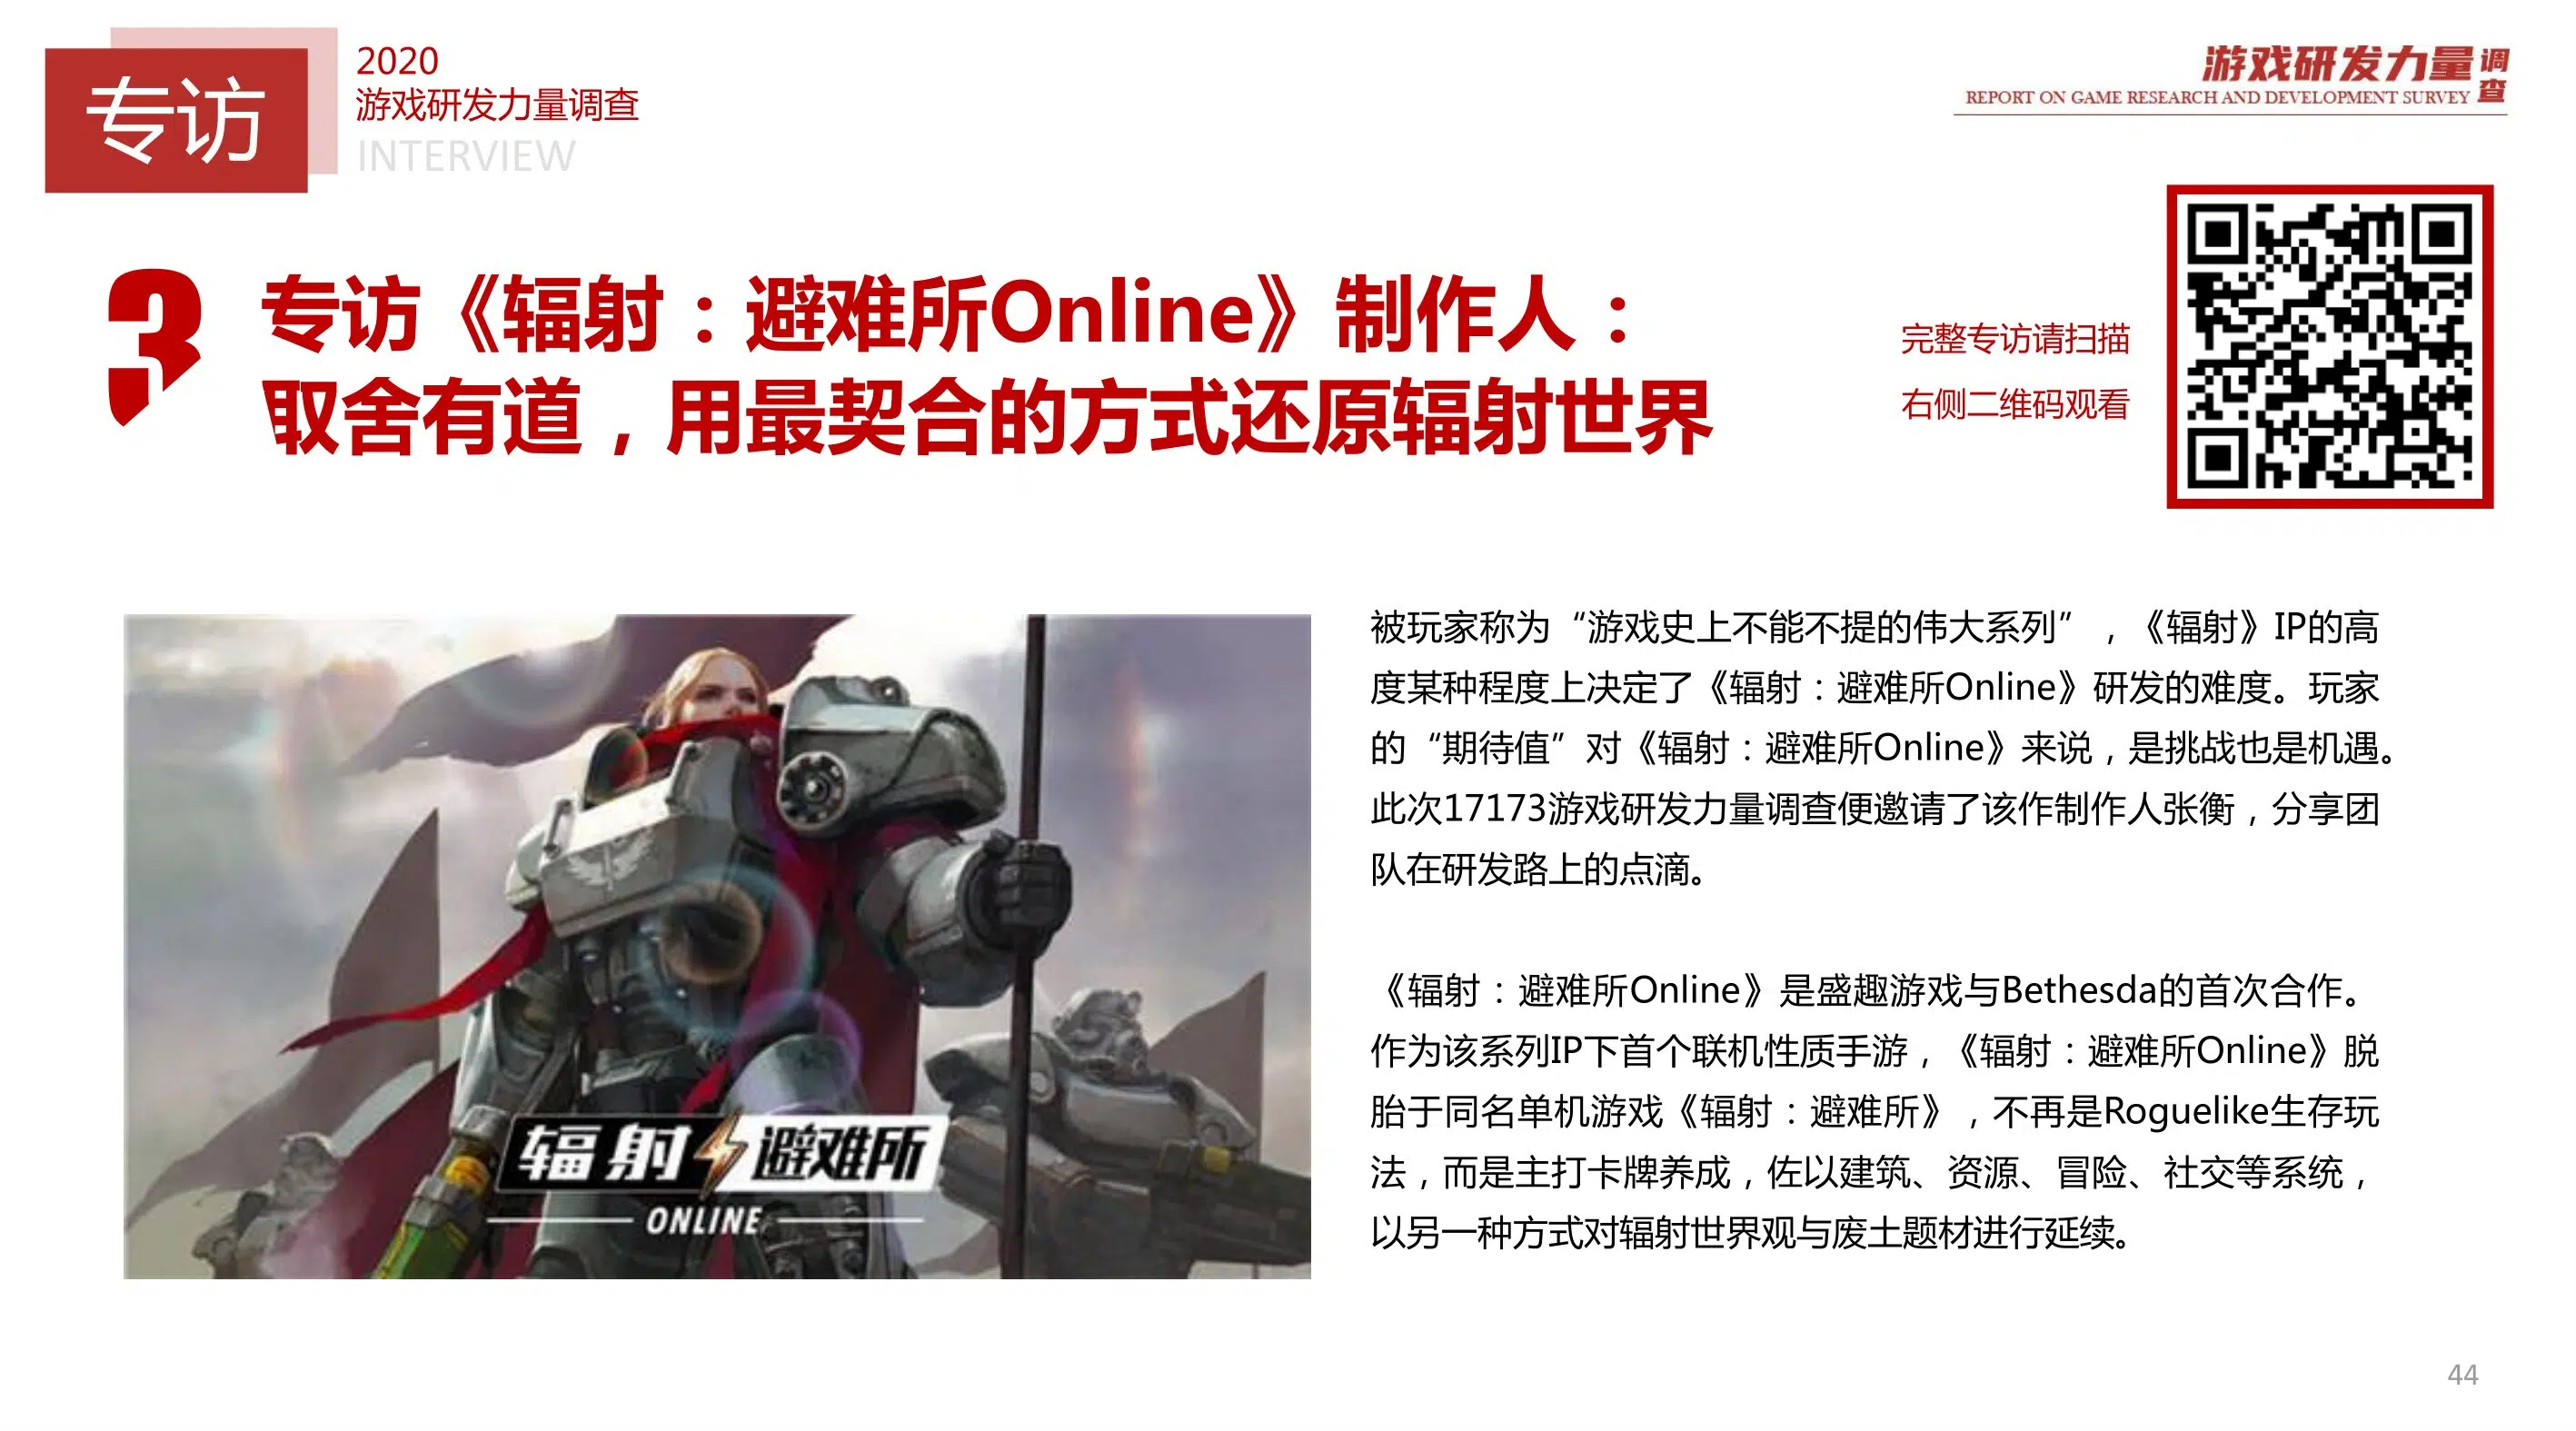 专访
2020
游戏研发力量调查
INTERVIEW
游戏研发力量调查
REPORT ON GAME RESEARCH AND DEVELOPMENT SURVEY
3
专访《辐射：避难所Online》制作人：
取舍有道，用最契合的方式还原辐射世界
完整专访请扫描
右侧二维码观看
被玩家称为“游戏史上不能不提的伟大系列”，《辐射》IP的高
度某种程度上决定了《辐射：避难所Online》研发的难度。玩家
的“期待值”对《辐射：避难所Online》来说，是挑战也是机遇。
此次17173游戏研发力量调查便邀请了该作制作人张衡，分享团
队在研发路上的点滴。
《辐射：避难所Online》是盛趣游戏与Bethesda的首次合作。
作为该系列IP下首个联机性质手游，《辐射：避难所Online》脱
胎于同名单机游戏《辐射：避难所》，不再是Roguelike生存玩
法，而是主打卡牌养成，佐以建筑、资源、冒险、社交等系统，
以另一种方式对辐射世界观与废土题材进行延续。
辐射避难所
ONLINE
44